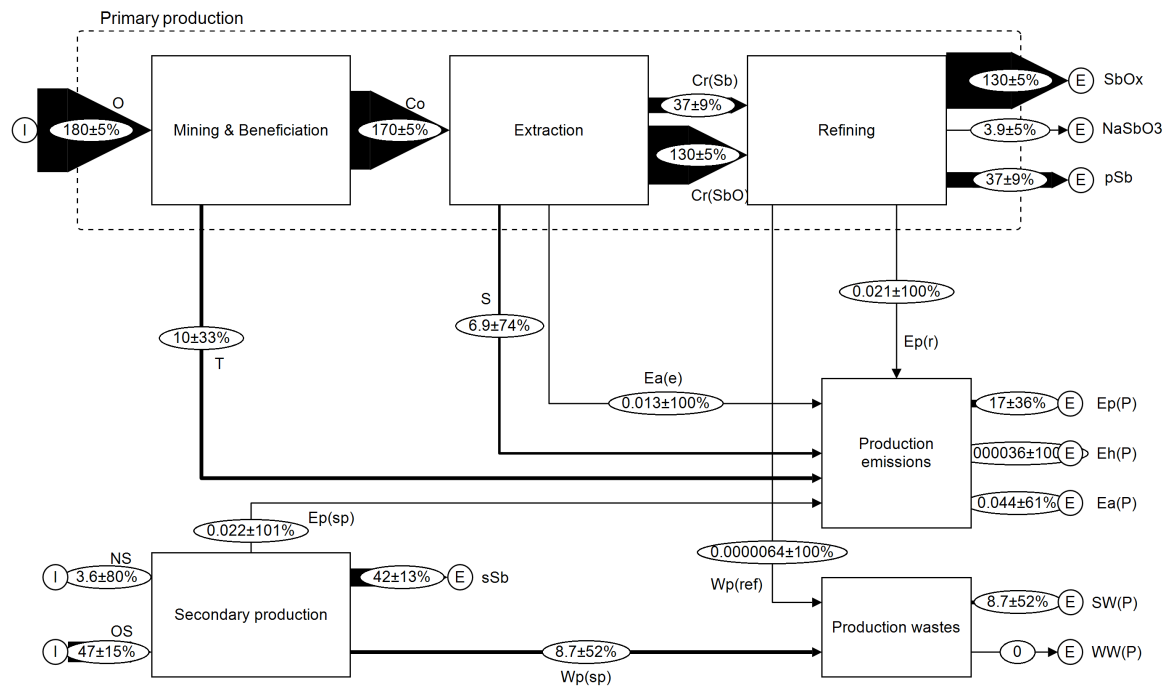 Primary production
O
I
180±5%
Mining & Beneficiation
Co
170±5%
Extraction
Cr(Sb)
37±9%
130±5%
Cr(SbO)
Refining
130±5%
E
SbOx
3.9±5%
E
NaSbO3
37±9%
E
pSb
10±33%
T
S
6.9±74%
0.021±100%
Ep(r)
Ea(e)
0.013±100%
Production
emissions
17±36%
E
Ep(P)
000036±100
E
Eh(P)
0.044±61%
E
Ea(P)
Ep(sp)
0.022±101%
0.0000064±100%
Wp(ref)
NS
I
3.6±80%
OS
I
47±15%
Secondary production
42±13%
E
sSb
8.7±52%
Wp(sp)
Production wastes
8.7±52%
E
SW(P)
0
E
WW(P)